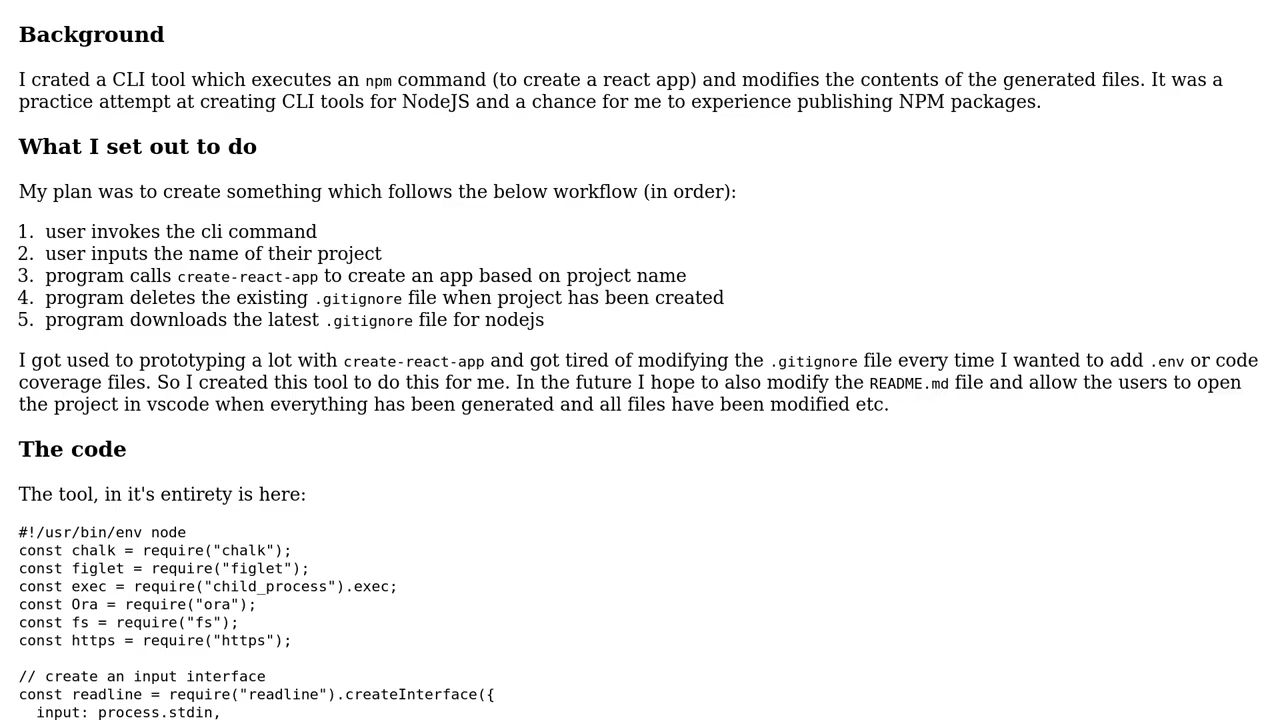 Background
I crated a CLI tool which executes an npm command (to create a react app) and modifies the contents of the generated files. It was a
practice attempt at creating CLI tools for NodeJS and a chance for me to experience publishing NPM packages.
What I set out to do
My plan was to create something which follows the below workflow (in order):
1. user invokes the cli command
2. user inputs the name of their project
3. program calls create-react-app to create an app based on project name
4. program deletes the existing .gitignore file when project has been created
5. program downloads the latest .gitignore file for nodejs
I got used to prototyping a lot with create-react-app and got tired of modifying the .gitignore file every time I wanted to add .env or code
coverage files. So I created this tool to do this for me. In the future I hope to also modify the README.md file and allow the users to open
the project in vscode when everything has been generated and all files have been modified etc.
The code
The tool, in it's entirety is here:
#!/usr/bin/env node
const chalk = require("chalk");
const figlet = require("figlet");
const exec = require("child_process").exec;
const Ora = require("ora");
const fs = require("fs");
const https = require("https");
// create an input interface
const readline = require("readline").createInterface({
  input: process.stdin,